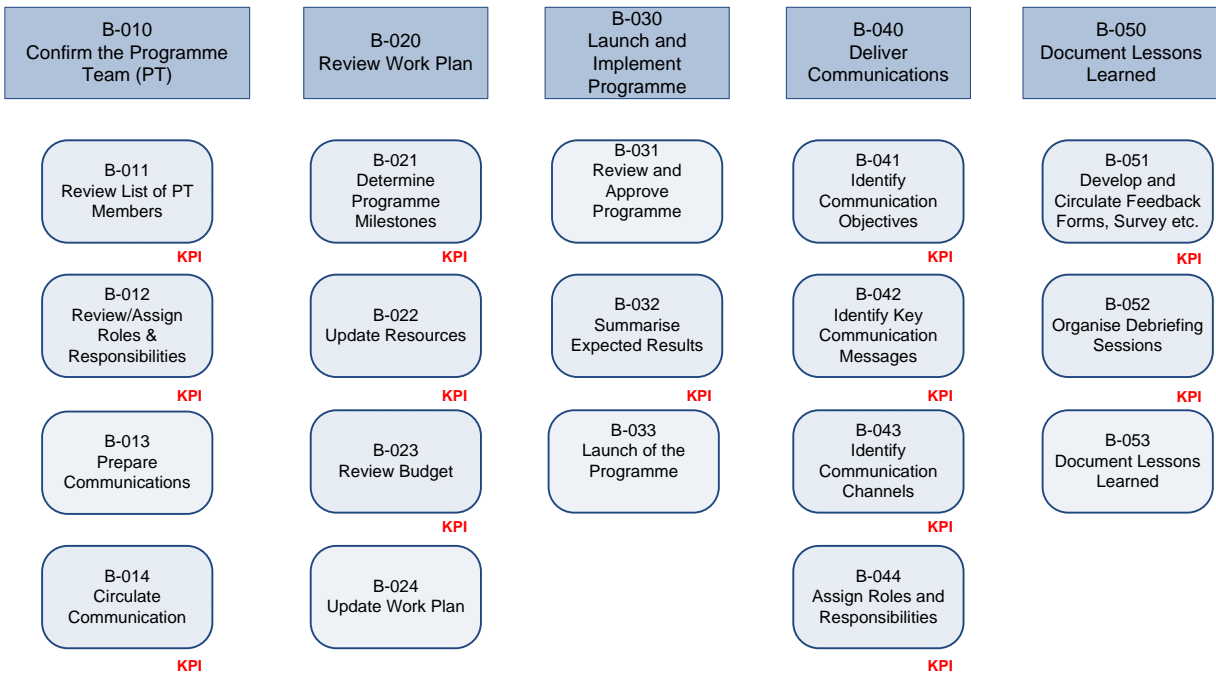 B-010
Confirm the Programme
Team (PT)
B-020
Review Work Plan
B-030
Launch and
Implement
Programme
B-040
Deliver
Communications
B-050
Document Lessons
Learned
B-011
Review List of PT
Members
KPI
B-021
Determine
Programme
Milestones
KPI
B-031
Review and
Approve
Programme
B-041
Identify
Communication
Objectives
KPI
B-051
Develop and
Circulate Feedback
Forms, Survey etc.
KPI
B-012
Review/Assign
Roles &
Responsibilities
KPI
B-022
Update Resources
KPI
B-032
Summarise
Expected Results
KPI
B-042
Identify Key
Communication
Messages
KPI
B-052
Organise Debriefing
Sessions
KPI
B-013
Prepare
Communications
B-023
Review Budget
KPI
B-033
Launch of the
Programme
B-043
Identify
Communication
Channels
KPI
B-053
Document Lessons
Learned
B-014
Circulate
Communication
KPI
B-024
Update Work Plan
B-044
Assign Roles and
Responsibilities
KPI